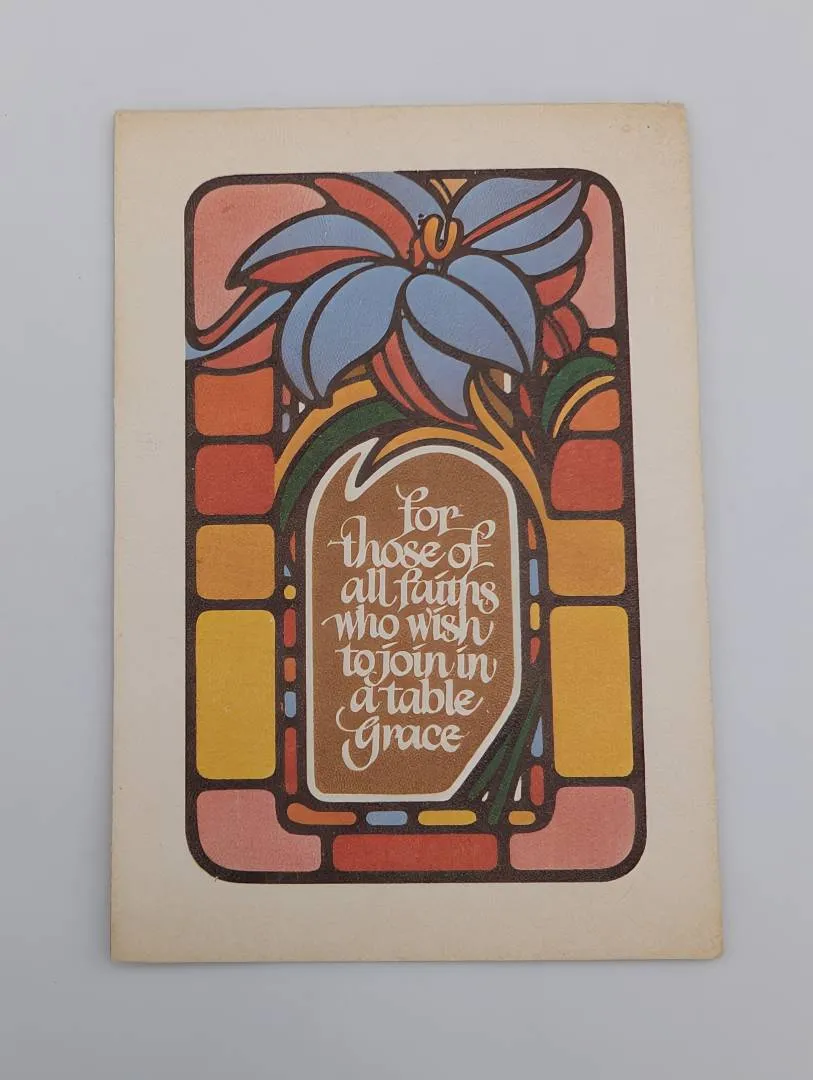 for
those of
all faiths
who wish
to join in
a table
Grace